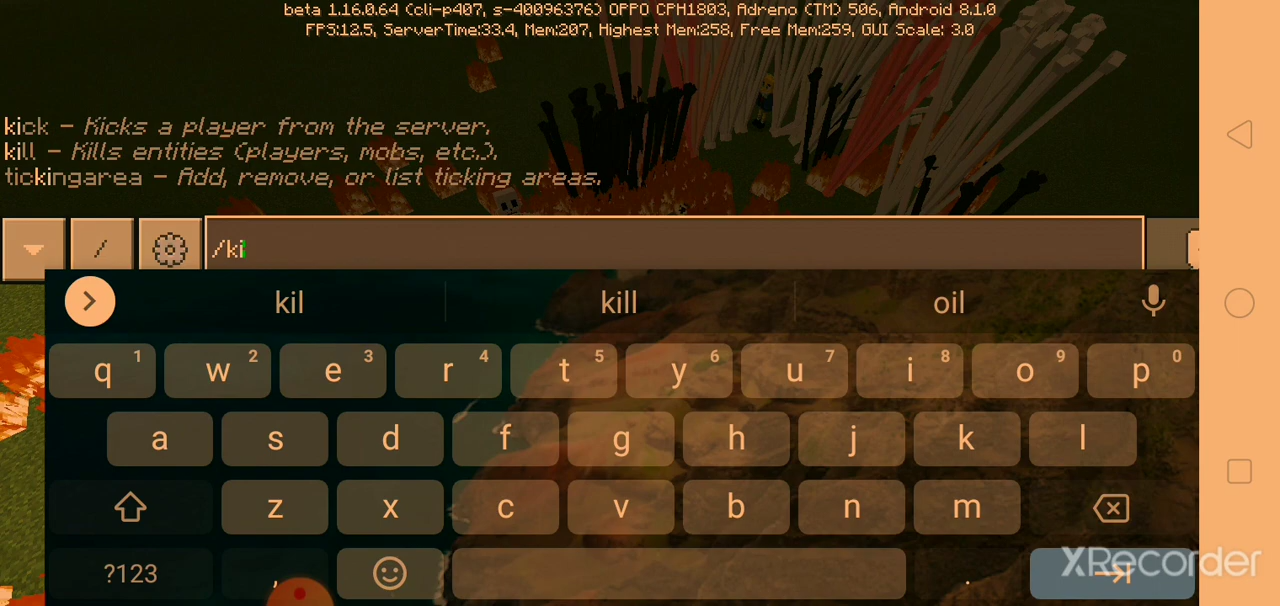 beta 1.16.0.64 (cli-p407, s-40096376) OPPO CPH1803, Adreno (TM) 506, Android 8.1.0
FPS:12.5, ServerTime:33.4, Mem:207, Highest Mem:258, Free Mem:259, GUI Scale: 3.0
kick - Kicks a player from the server.
kill - Kills entities (players, mobs, etc.).
tickingarea - Add, remove, or list ticking areas.
/ /ki
kil kill oil
q 1 w 2 e 3 r 4 t 5 y 6 u 7 i 8 o 9 p 0
a s d f g h j k l
z x c v b n m
?123 , .
XRecorder